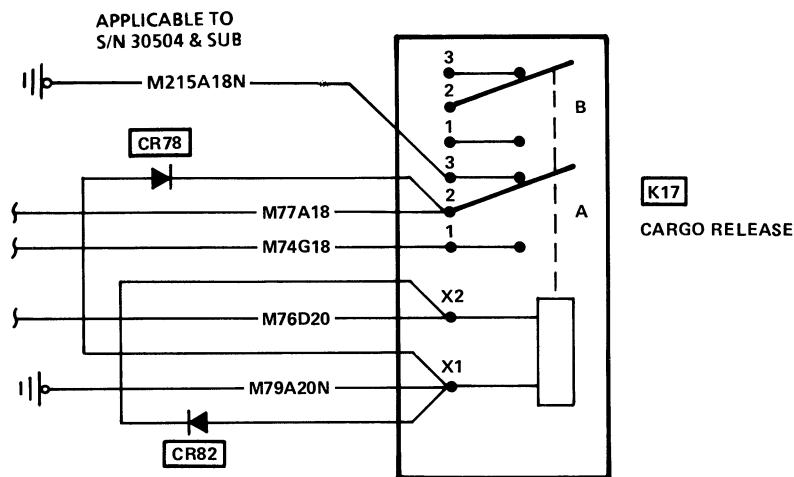 APPLICABLE TO
S/N 30504 & SUB
M215A18N
3
2
B
1
CR78
3
2
K17
M77A18
A
CARGO RELEASE
M74G18
1
X2
M76D20
X1
M79A20N
CR82